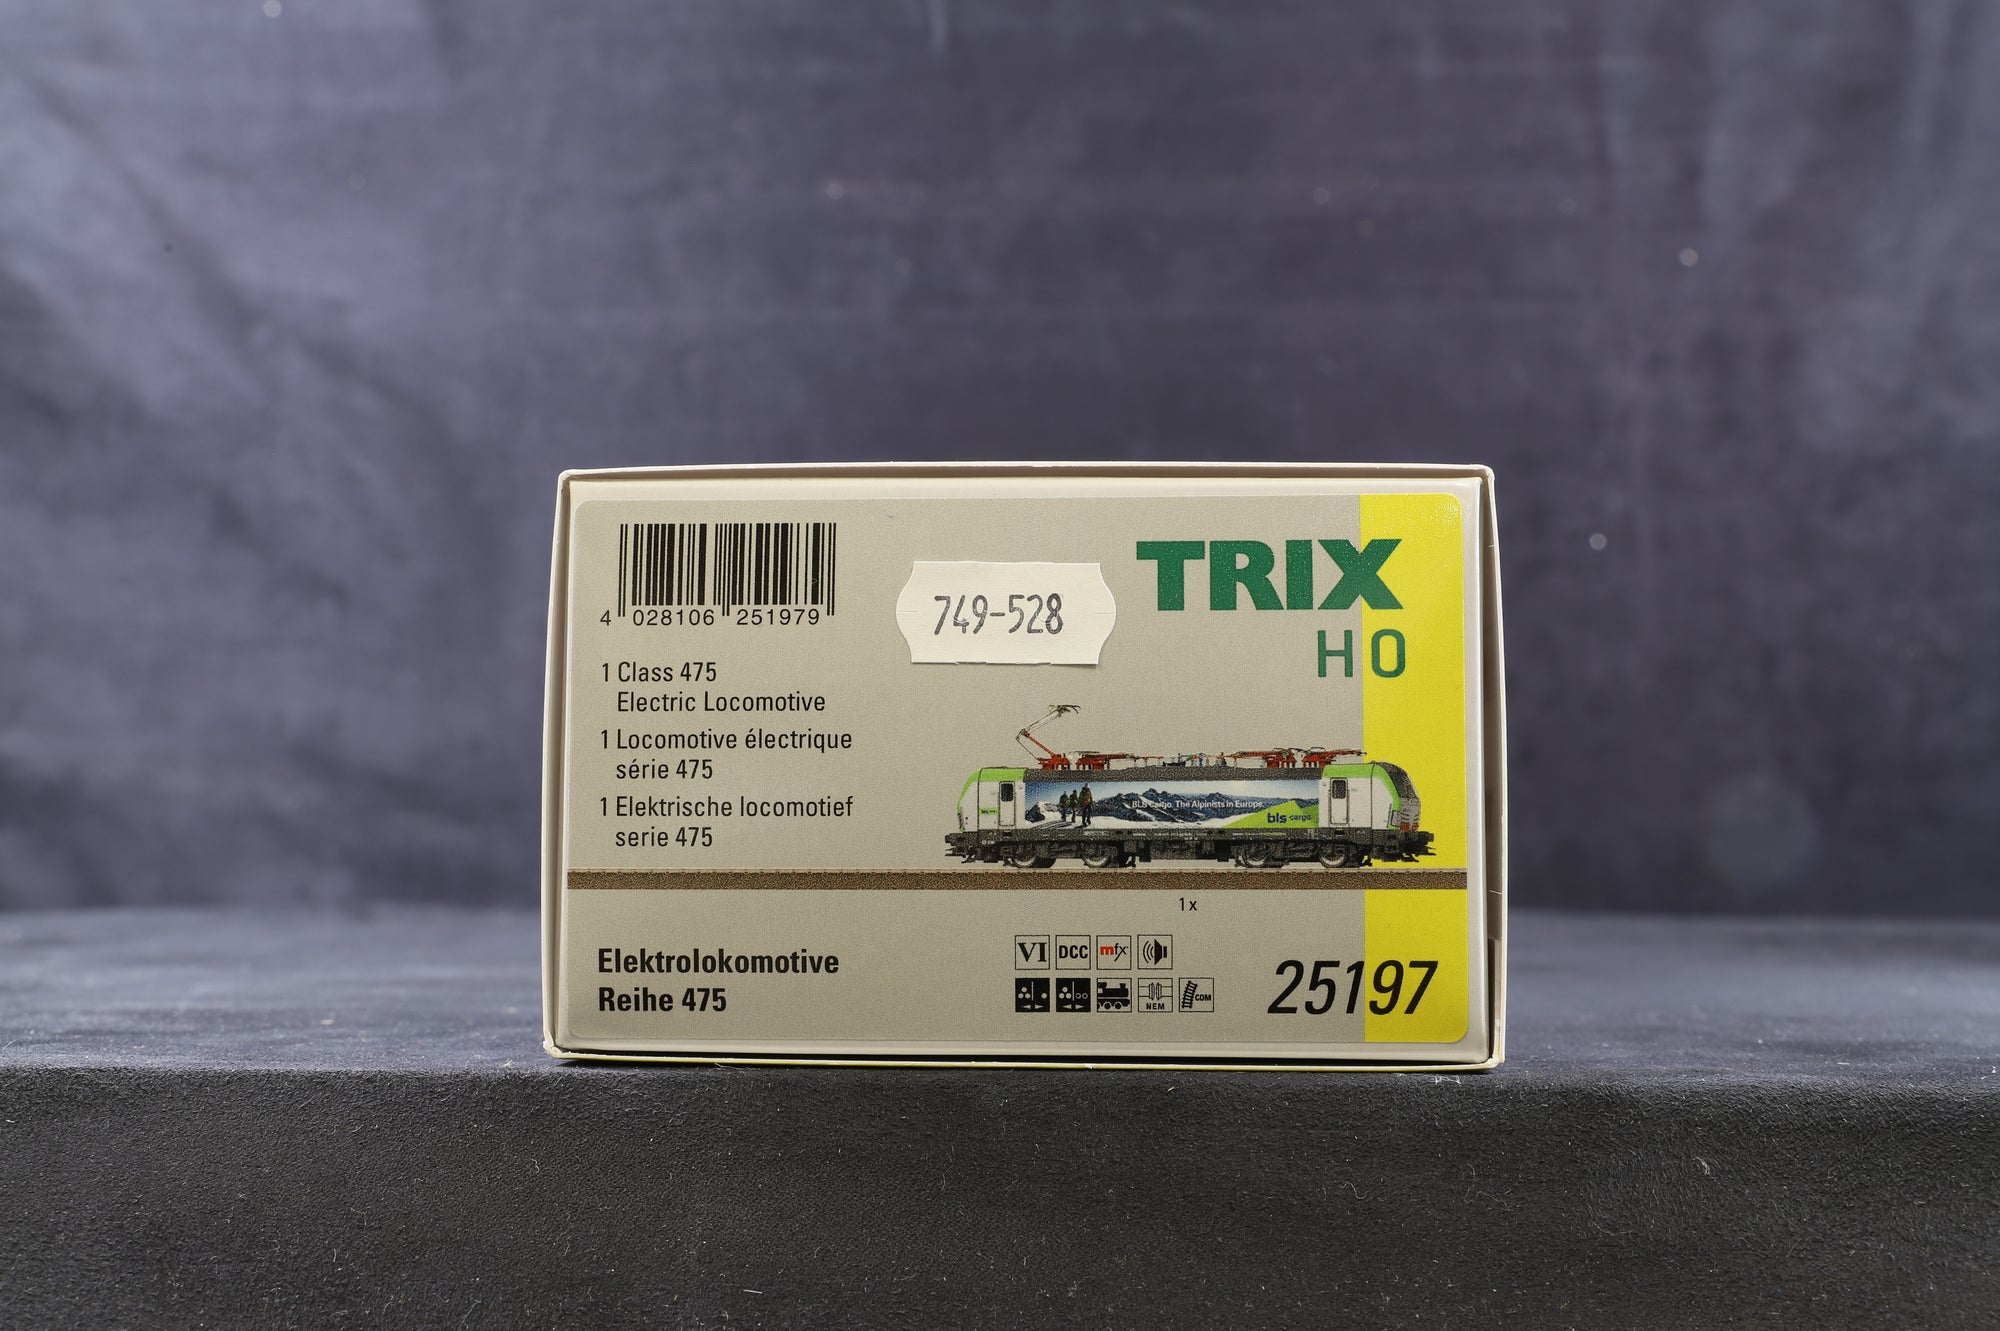 4 028106 251979
749-528
TRIX
H0
1 Class 475
Electric Locomotive
1 Locomotive électrique
série 475
1 Elektrische locomotief
serie 475
BLS Cargo. The Alpinists in Europe.
bls cargo
1x
Elektrolokomotive
Reihe 475
VI DCC mfx
NEM COM
25197